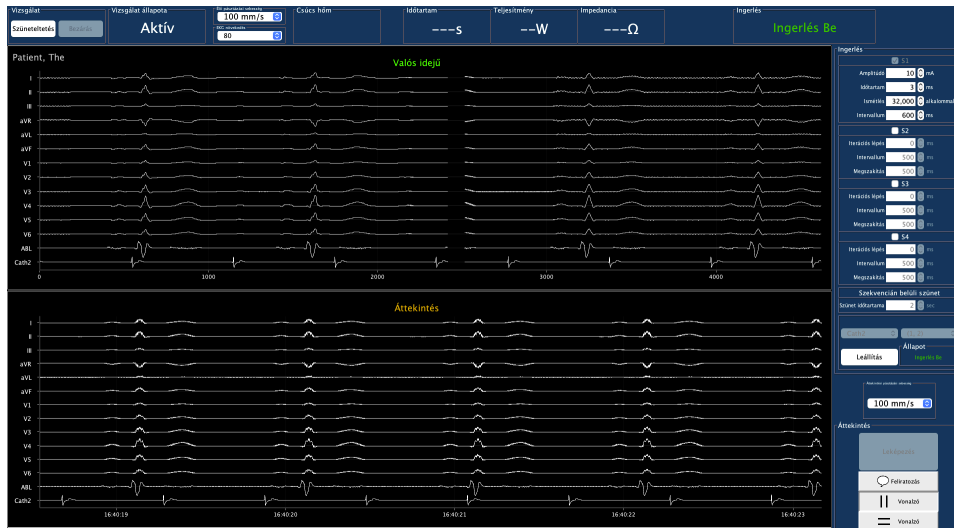 Vizsgálat
Szüneteltetés
Bezárás
Vizsgálat állapota
Aktív
100 mm/s
80
Csúcs hőm
Időtartam
---s
Teljesítmény
--W
Impedancia
---Ω
Ingerlés
Ingerlés Be
Patient, The
Valós idejű
I
II
III
aVR
aVL
aVF
V1
V2
V3
V4
V5
V6
ABL
Cath2
0
1000
2000
3000
4000
Áttekintés
I
II
III
aVR
aVL
aVF
V1
V2
V3
V4
V5
V6
ABL
Cath2
16:40:19
16:40:20
16:40:21
16:40:22
16:40:23
Ingerlés
S1
Amplitúdó 10 mA
Időtartam 3 ms
Ismétlés 32,000 alkalommal
Intervallum 600 ms
S2
Iterációs lépés 0 ms
Intervallum 500 ms
Megszakítás 500 ms
S3
Iterációs lépés 0 ms
Intervallum 500 ms
Megszakítás 500 ms
S4
Iterációs lépés 0 ms
Intervallum 500 ms
Megszakítás 500 ms
Szekvencián belüli szünet
Szünet időtartama 2 sec
Cath2
Leállítás
Állapot
Ingerlés Be
100 mm/s
Áttekintés
Leképezés
Feliratozás
Vonalzó
Vonalzó